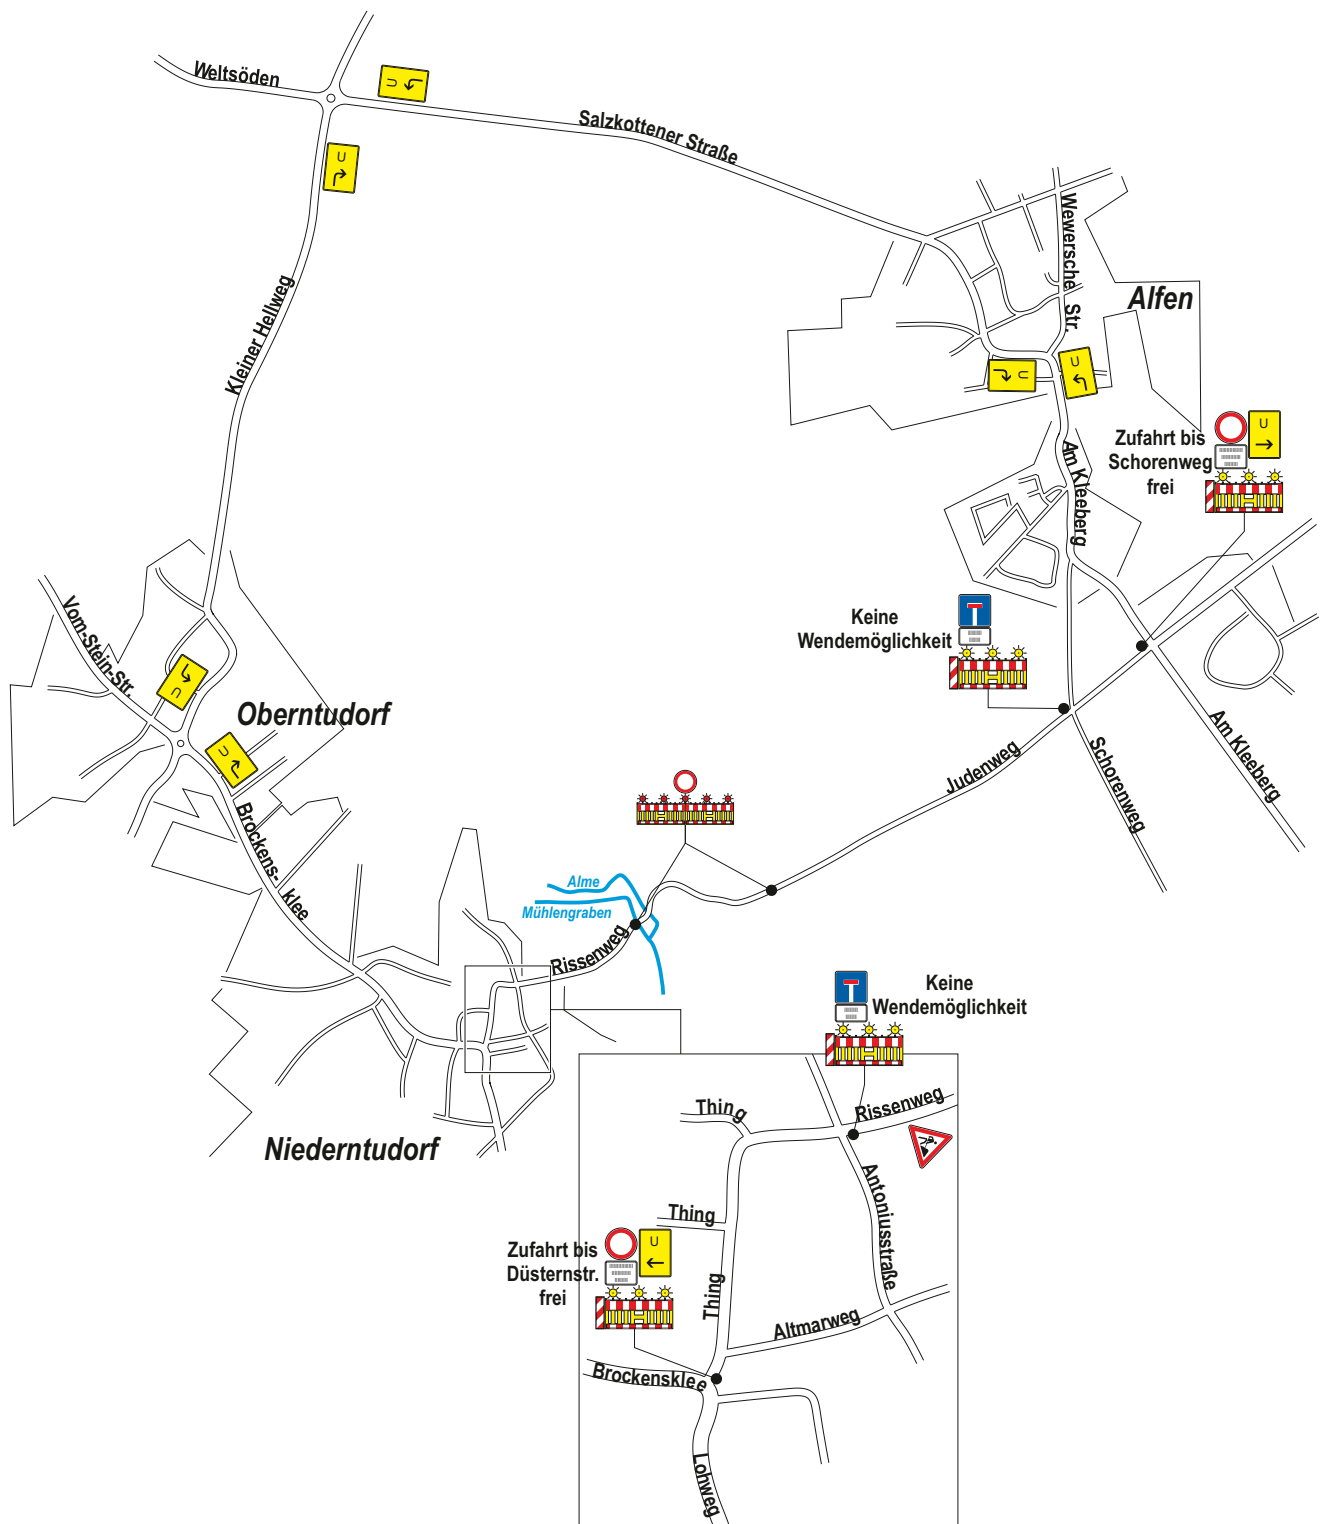 Weltsöden
U
Salzkottener Straße
U
Wewersche Str.
Kleiner Hellweg
Alfen
U
U
Zufahrt bis
Schorenweg
frei
U
Am Kleeberg
Vom-Stein-Str.
Keine
Wendemöglichkeit
U
Oberntudorf
U
Judenweg
Schorenweg
Am Kleeberg
Brockens-
klee
Alme
Mühlengraben
Rissenweg
Keine
Wendemöglichkeit
Niederntudorf
Thing
Rissenweg
Antoniusstraße
Thing
Zufahrt bis
Düsternstr.
frei
U
Thing
Altmarweg
Brockensklee
Lohweg